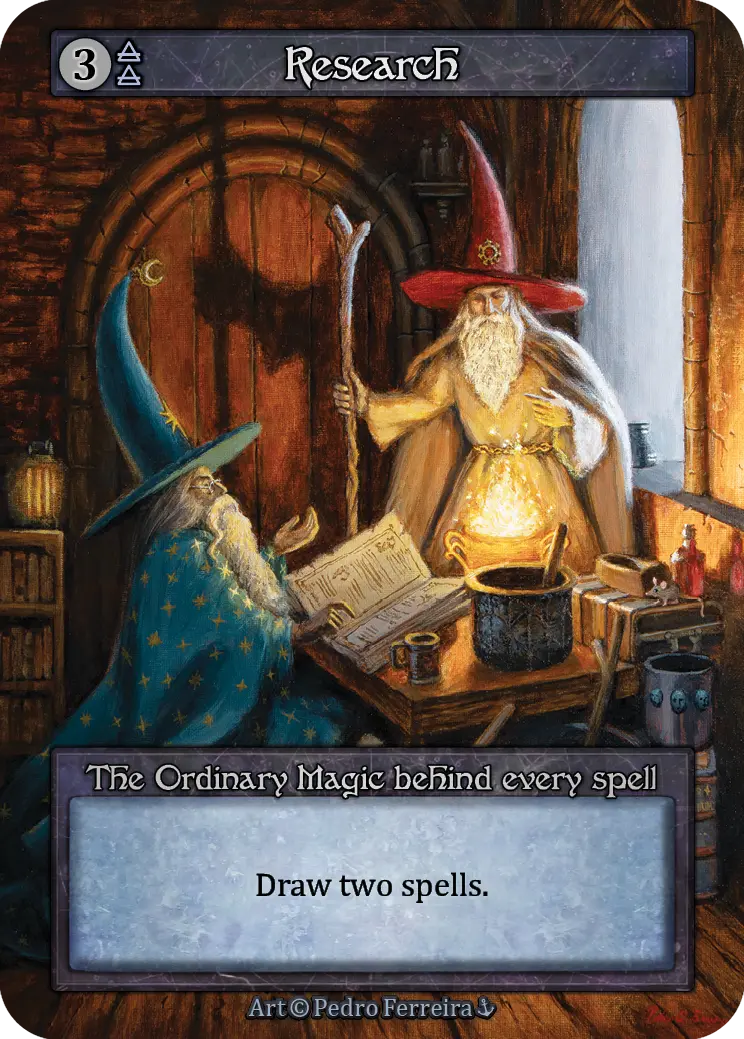 3 Research
The Ordinary Magic behind every spell
Draw two spells.
Art © Pedro Ferreira